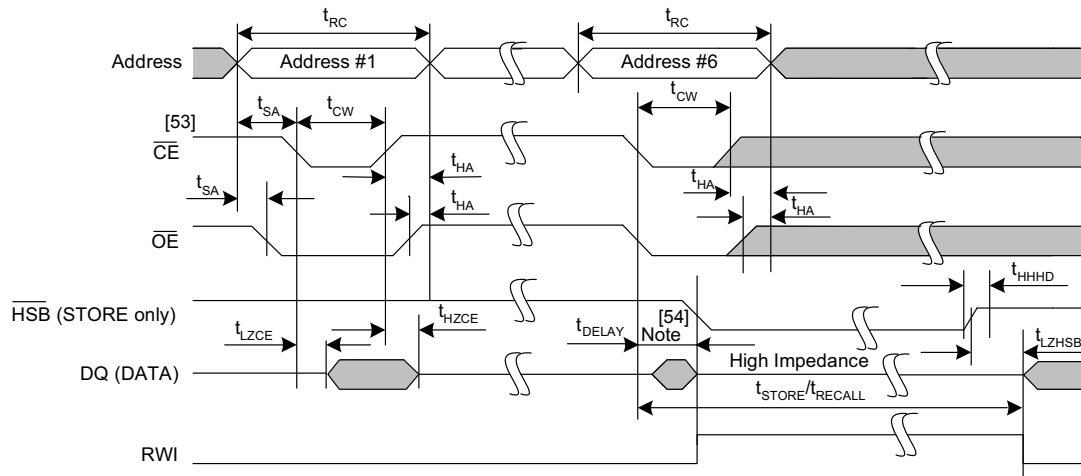 tRC
tRC
Address
Address #1
Address #6
tSA
tCW
tCW
[53]
CE
tHA
tHA
tSA
tHA
tHA
OE
tHHHD
HSB (STORE only)
tLZCE
tHZCE
tDELAY
[54]
Note
tLZHSB
High Impedance
DQ (DATA)
tSTORE/tRECALL
RWI